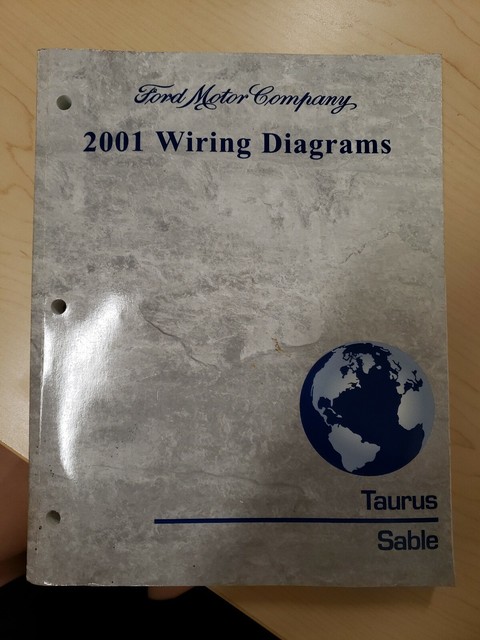 Ford Motor Company
2001 Wiring Diagrams
Taurus
Sable